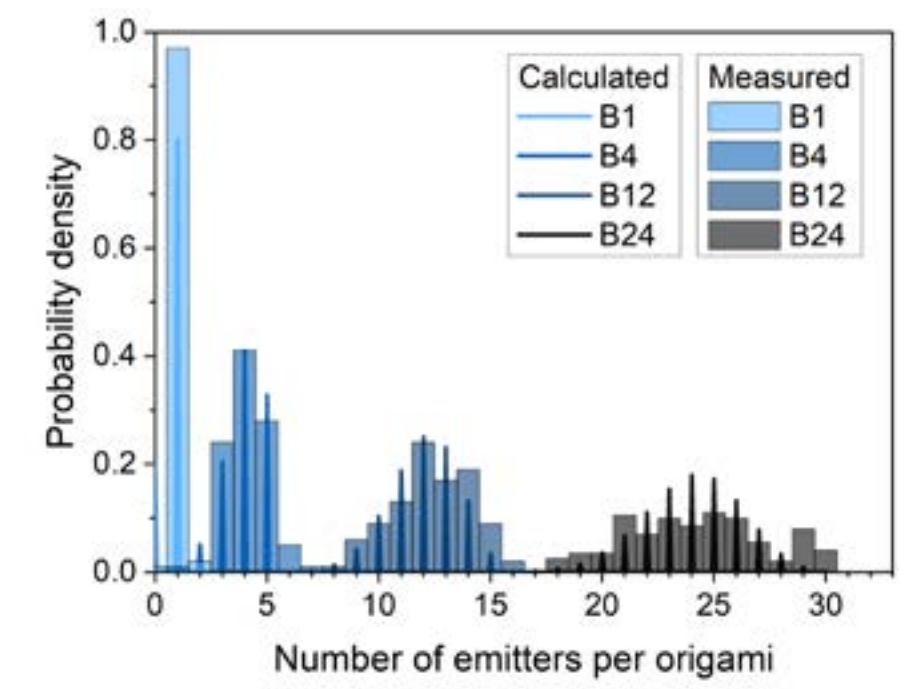 1.0
0.8
0.6
0.4
0.2
0.0
Probability density
Calculated
B1
B4
B12
B24
Measured
B1
B4
B12
B24
0 5 10 15 20 25 30
Number of emitters per origami